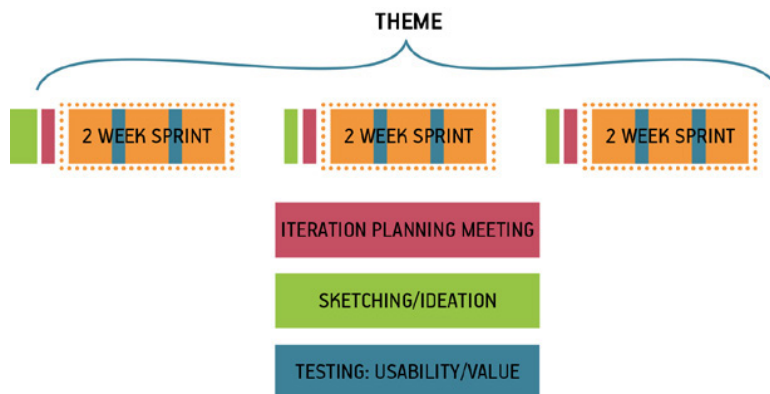 THEME
2 WEEK SPRINT
2 WEEK SPRINT
2 WEEK SPRINT
ITERATION PLANNING MEETING
SKETCHING/IDEATION
TESTING: USABILITY/VALUE